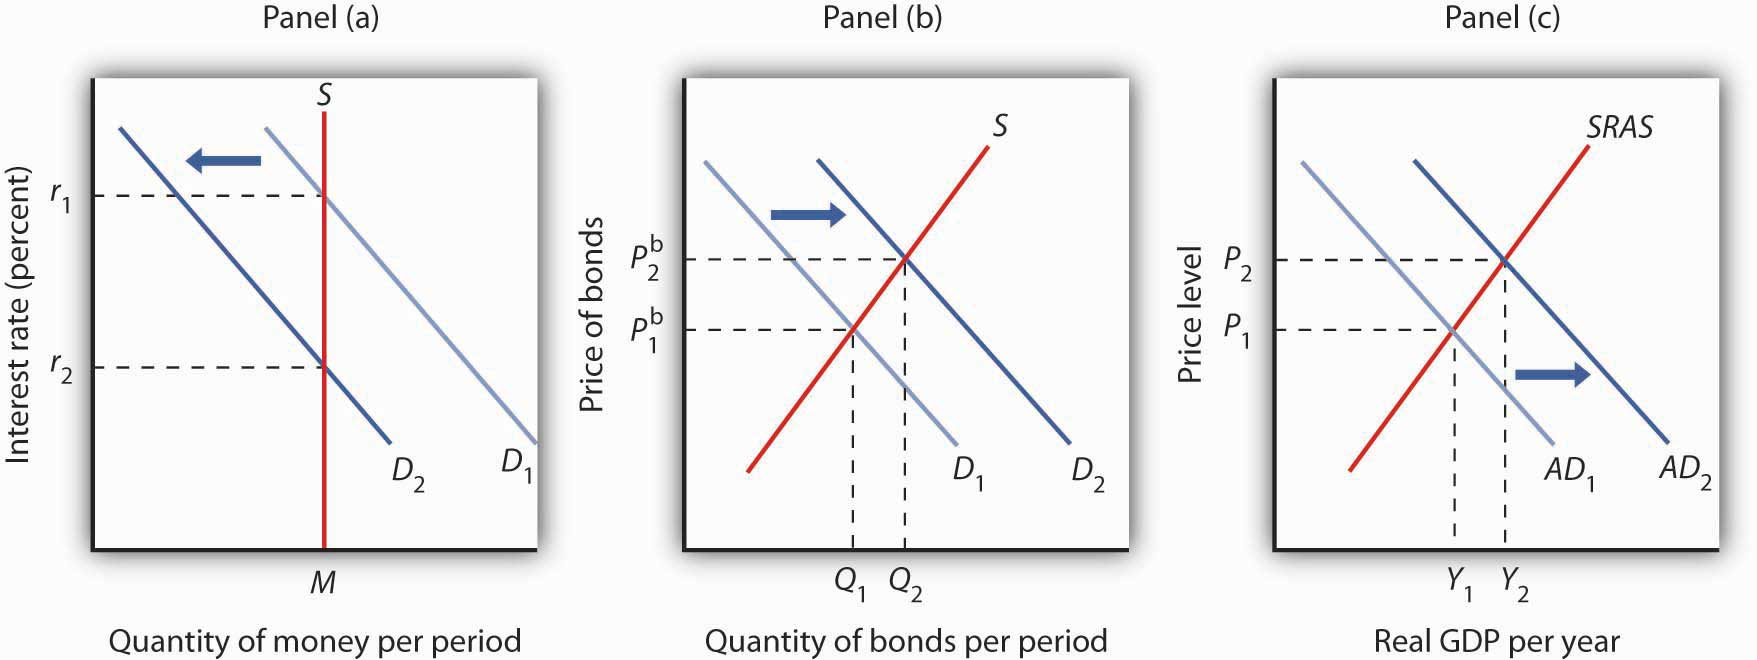 Panel (a)
Interest rate (percent)
S
r1
r2
D2
D1
M
Quantity of money per period
Panel (b)
Price of bonds
S
P2b
P1b
D1
D2
Q1 Q2
Quantity of bonds per period
Panel (c)
Price level
SRAS
P2
P1
AD1
AD2
Y1 Y2
Real GDP per year